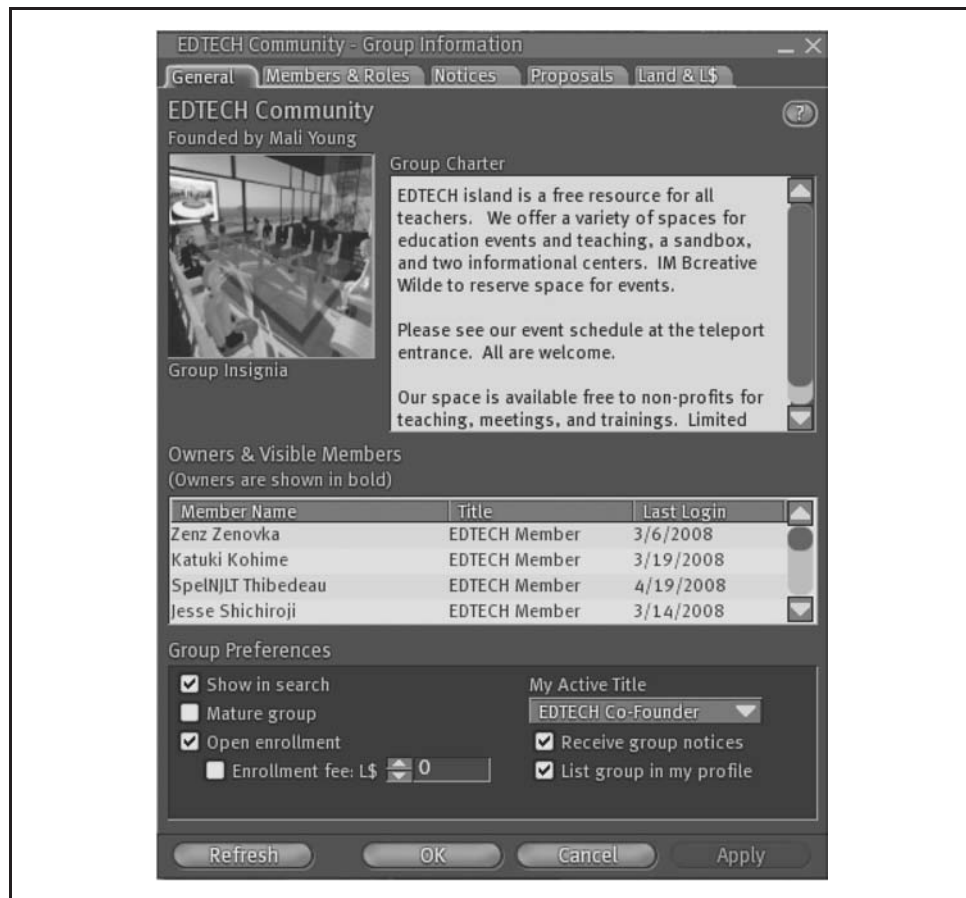 EDTECH Community - Group Information
General Members & Roles Notices Proposals Land & L$
EDTECH Community
?
Founded by Mali Young
Group Charter
EDTECH island is a free resource for all
teachers. We offer a variety of spaces for
education events and teaching, a sandbox,
and two informational centers. IM Bcreative
Wilde to reserve space for events.
Please see our event schedule at the teleport
entrance. All are welcome.
Our space is available free to non-profits for
teaching, meetings, and trainings. Limited
Group Insignia
Owners & Visible Members
(Owners are shown in bold)
Member Name Title Last Login
Zenz Zenovka EDTECH Member 3/6/2008
Katuki Kohime EDTECH Member 3/19/2008
SpelNJLT Thibedeau EDTECH Member 4/19/2008
Jesse Shichiroji EDTECH Member 3/14/2008
Group Preferences
Show in search
Mature group
Open enrollment
Enrollment fee: L$ 0
My Active Title
EDTECH Co-Founder
Receive group notices
List group in my profile
Refresh OK Cancel Apply